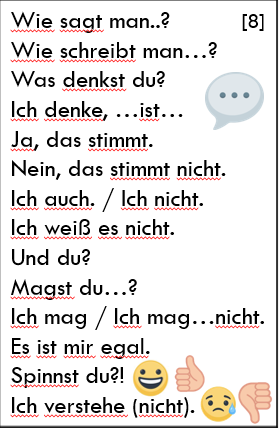 Wie sagt man..? [8]
Wie schreibt man…?
Was denkst du?
Ich denke, …ist…
Ja, das stimmt.
Nein, das stimmt nicht.
Ich auch. / Ich nicht.
Ich weiß es nicht.
Und du?
Magst du…?
Ich mag / Ich mag…nicht.
Es ist mir egal.
Spinnst du?!
Ich verstehe (nicht).